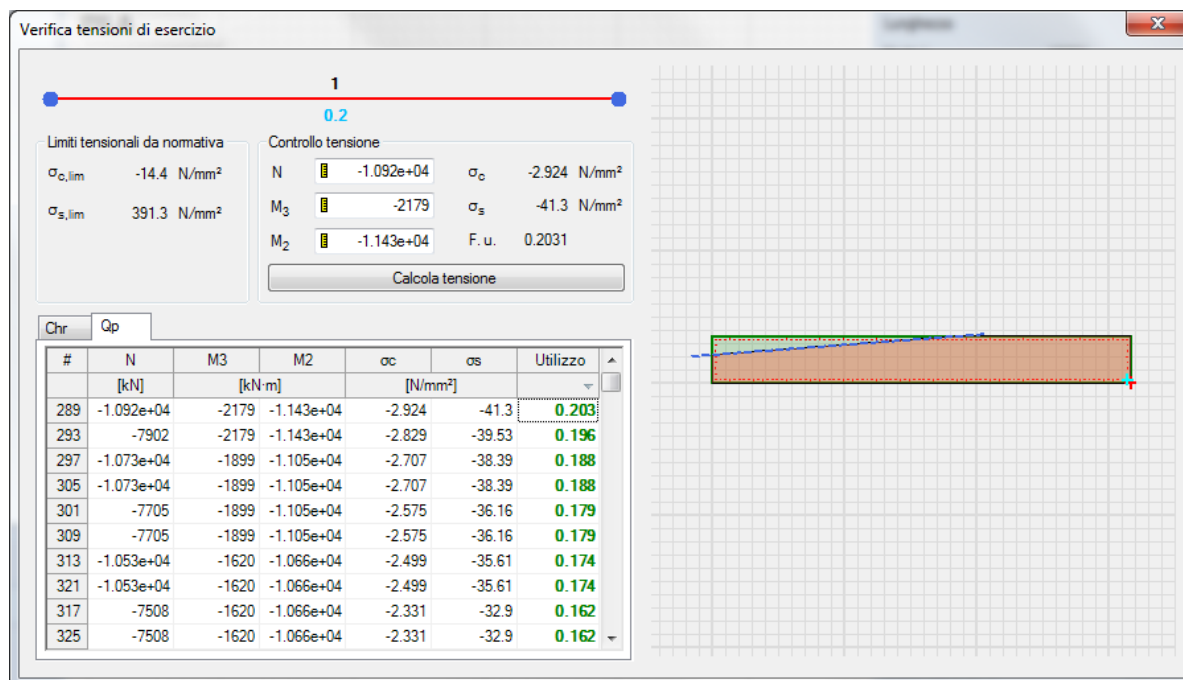 Verifica tensioni di esercizio
1
0.2
Limiti tensionali da normativa
σc,lim -14.4 N/mm²
σs,lim 391.3 N/mm²
Controllo tensione
N -1.092e+04 σc -2.924 N/mm²
M3 -2179 σs -41.3 N/mm²
M2 -1.143e+04 F. u. 0.2031
Calcola tensione
Chr Qp
# N M3 M2 σc σs Utilizzo
[kN] [kN·m] [N/mm²]
289 -1.092e+04 -2179 -1.143e+04 -2.924 -41.3 0.203
293 -7902 -2179 -1.143e+04 -2.829 -39.53 0.196
297 -1.073e+04 -1899 -1.105e+04 -2.707 -38.39 0.188
305 -1.073e+04 -1899 -1.105e+04 -2.707 -38.39 0.188
301 -7705 -1899 -1.105e+04 -2.575 -36.16 0.179
309 -7705 -1899 -1.105e+04 -2.575 -36.16 0.179
313 -1.053e+04 -1620 -1.066e+04 -2.499 -35.61 0.174
321 -1.053e+04 -1620 -1.066e+04 -2.499 -35.61 0.174
317 -7508 -1620 -1.066e+04 -2.331 -32.9 0.162
325 -7508 -1620 -1.066e+04 -2.331 -32.9 0.162